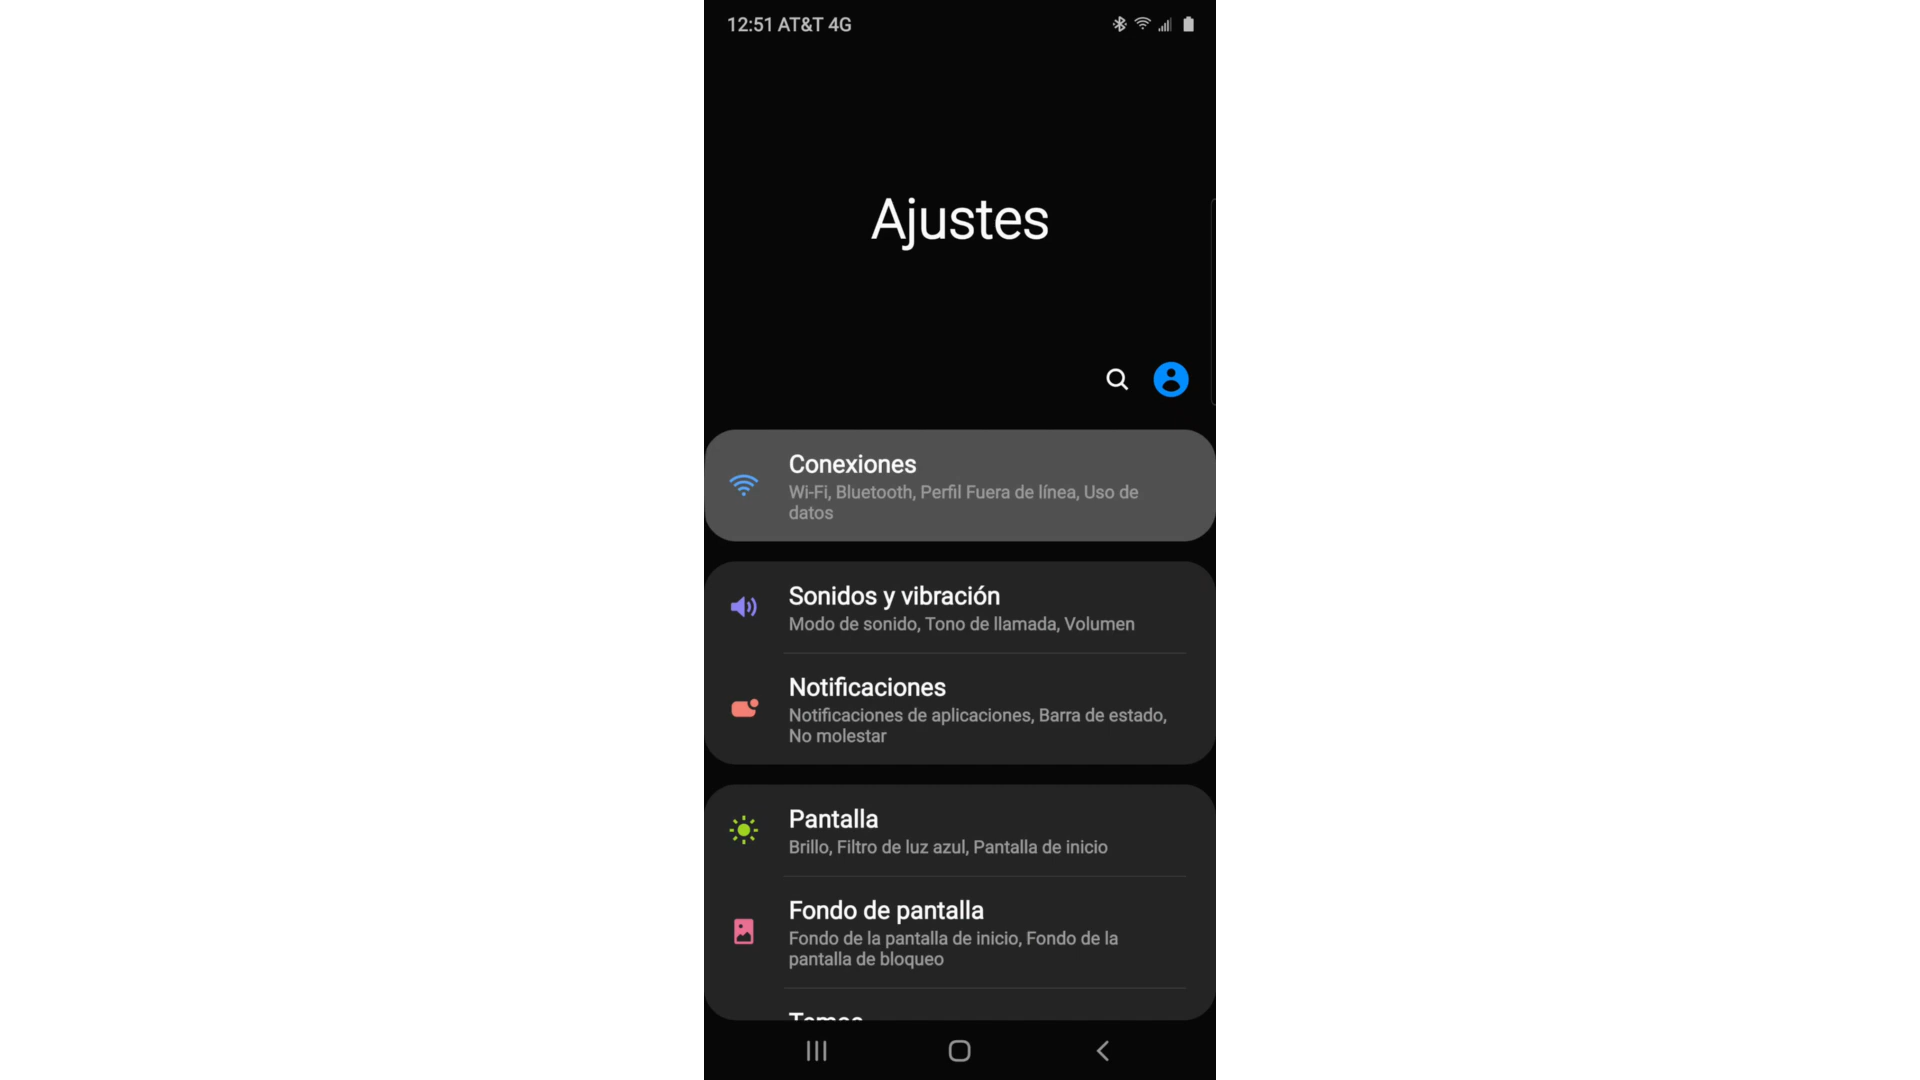 12:51 AT&T 4G
Ajustes
Conexiones
Wi-Fi, Bluetooth, Perfil Fuera de línea, Uso de
datos
Sonidos y vibración
Modo de sonido, Tono de llamada, Volumen
Notificaciones
Notificaciones de aplicaciones, Barra de estado,
No molestar
Pantalla
Brillo, Filtro de luz azul, Pantalla de inicio
Fondo de pantalla
Fondo de la pantalla de inicio, Fondo de la
pantalla de bloqueo